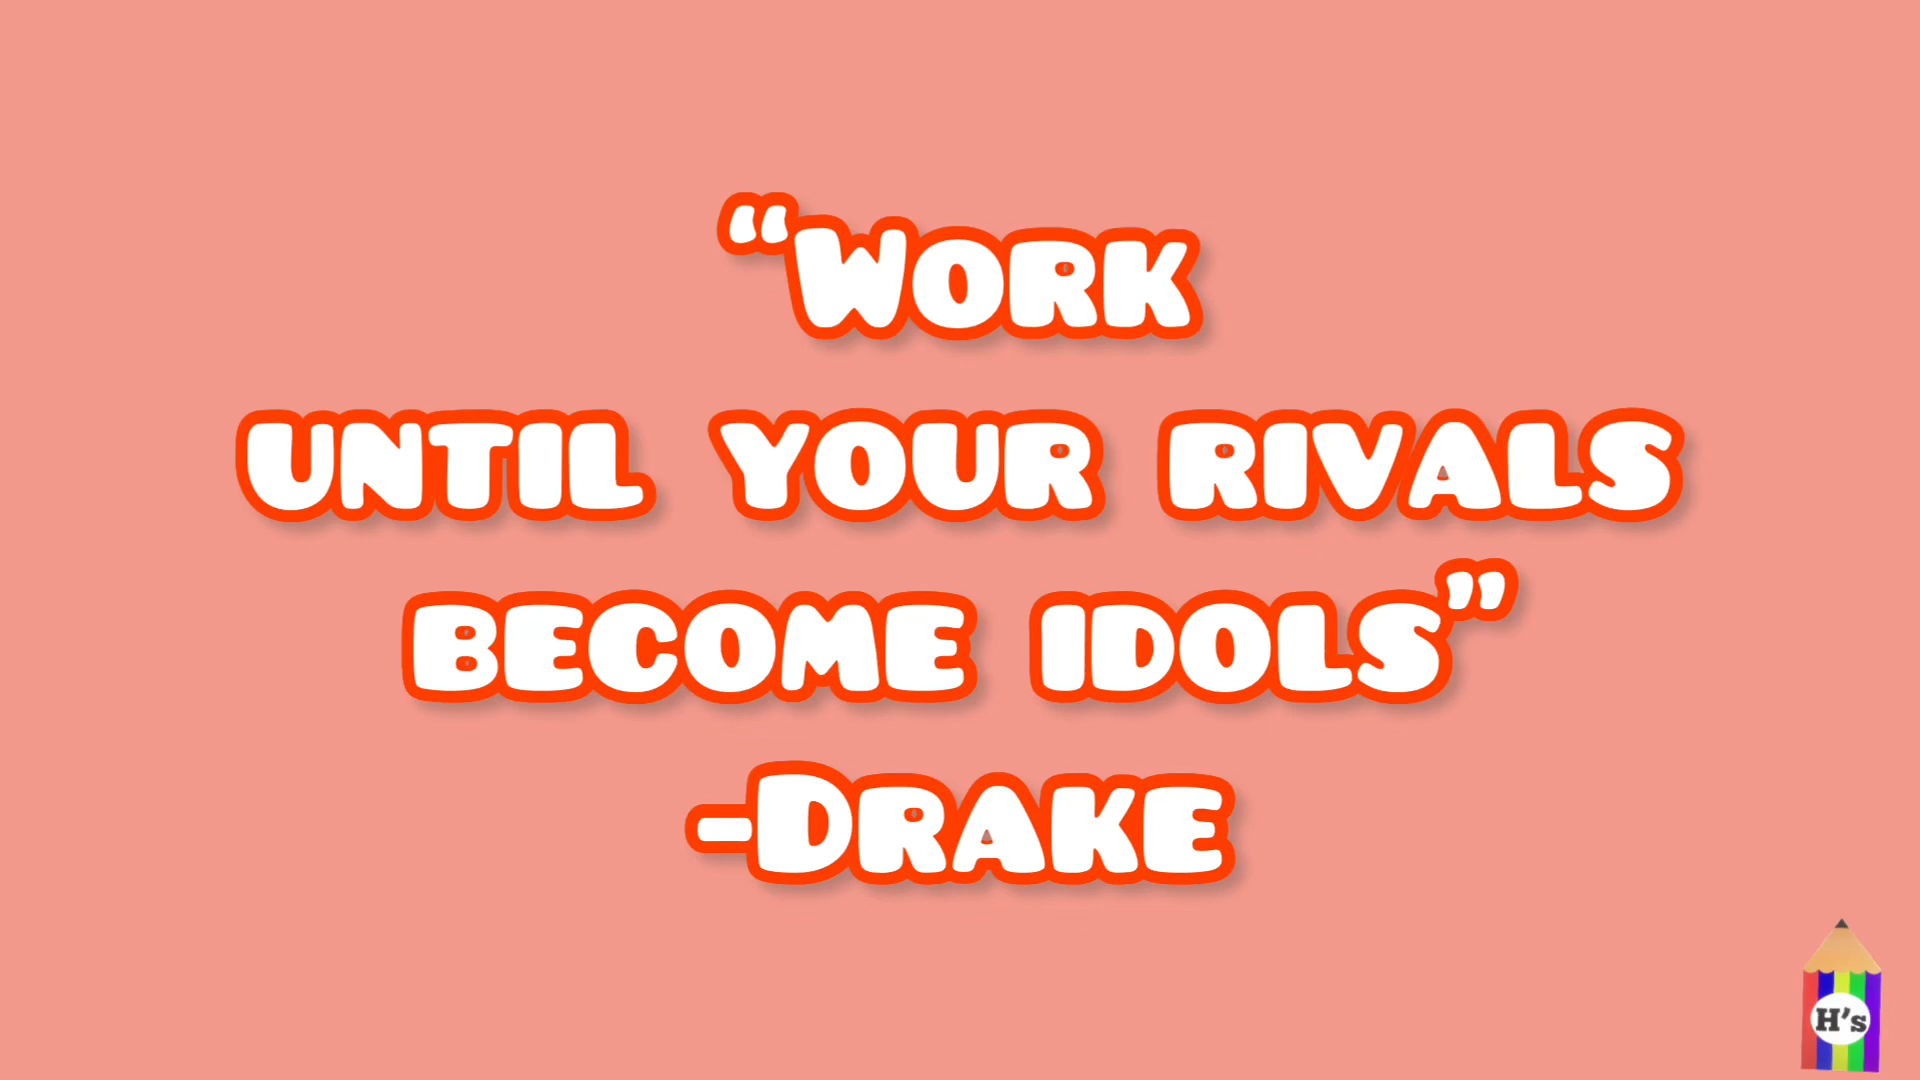 “Work
until your rivals
become idols”
-Drake
H's